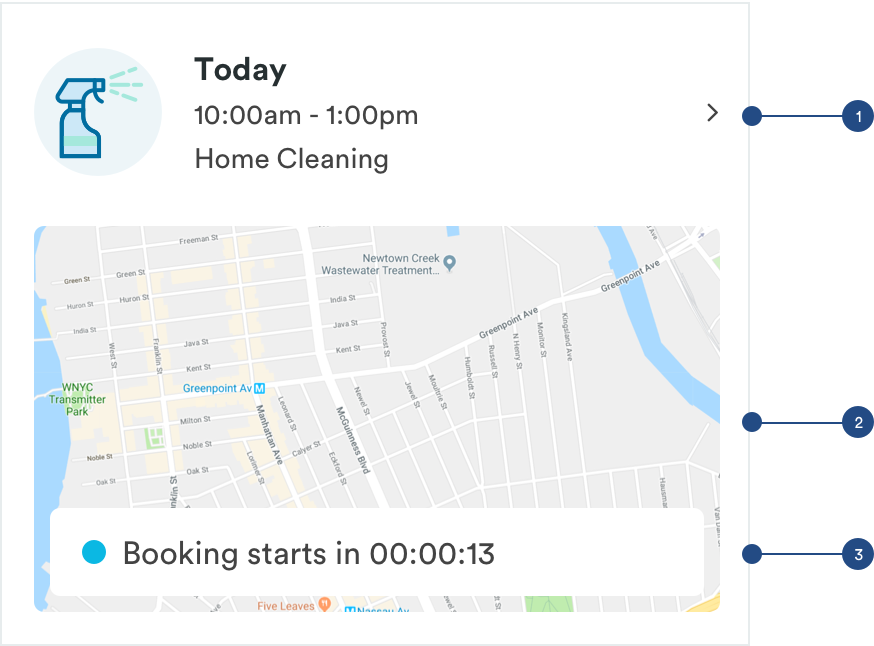 Today
10:00am - 1:00pm
Home Cleaning
1
Freeman St
Newtown Creek
Wastewater Treatment...
Green St
Green St
Greenpoint Ave
Huron St
Huron St
India St
India St
Java St
Java St
Provost St
Greenpoint Ave
Kingsland Ave
Monitor St
N Henry St
West St
Franklin St
Kent St
Kent St
Russell St
Humboldt St
Moultrie St
Jewel St
Newel St
WNYC
Transmitter
Park
Greenpoint Av M
Leonard St
Manhattan Ave
McGuinness Blvd
Milton St
2
Noble St
Noble St
Calyer St
Eckford St
Lorimer St
Oak St
Oak St
nklin St
Hausma
Van Dam St
Booking starts in 00:00:13
3
Five Leaves
M Nassau Av